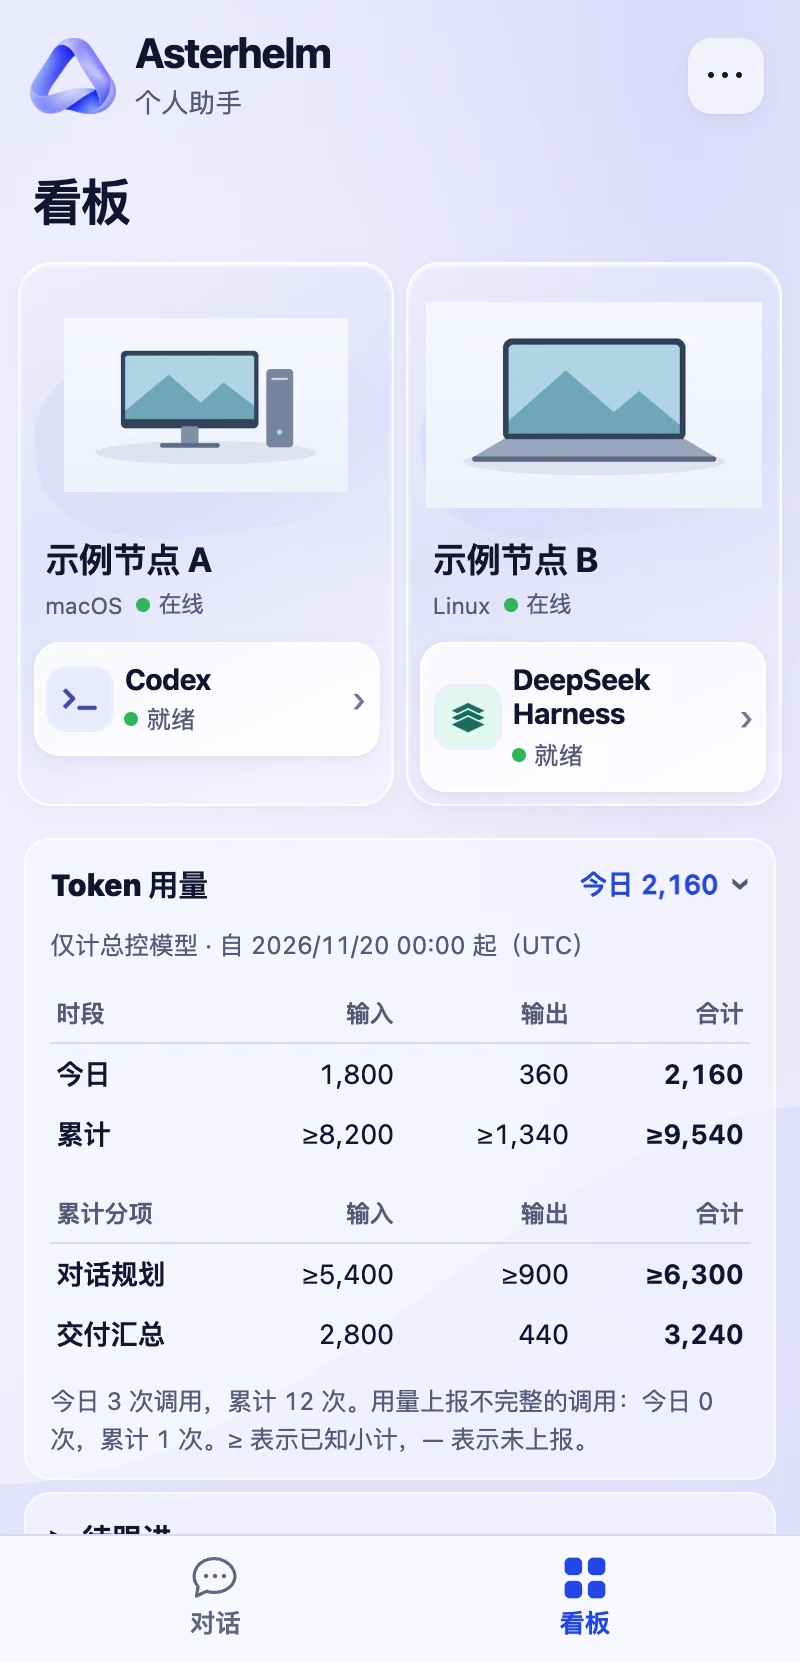 Asterhelm
个人助手
看板
示例节点 A
macOS 在线
Codex
就绪
示例节点 B
Linux 在线
DeepSeek
Harness
就绪
Token 用量 今日 2,160
仅计总控模型 · 自 2026/11/20 00:00 起（UTC）
时段 输入 输出 合计
今日 1,800 360 2,160
累计 ≥8,200 ≥1,340 ≥9,540
累计分项 输入 输出 合计
对话规划 ≥5,400 ≥900 ≥6,300
交付汇总 2,800 440 3,240
今日 3 次调用，累计 12 次。用量上报不完整的调用：今日 0
次，累计 1 次。≥ 表示已知小计，— 表示未上报。
对话 看板